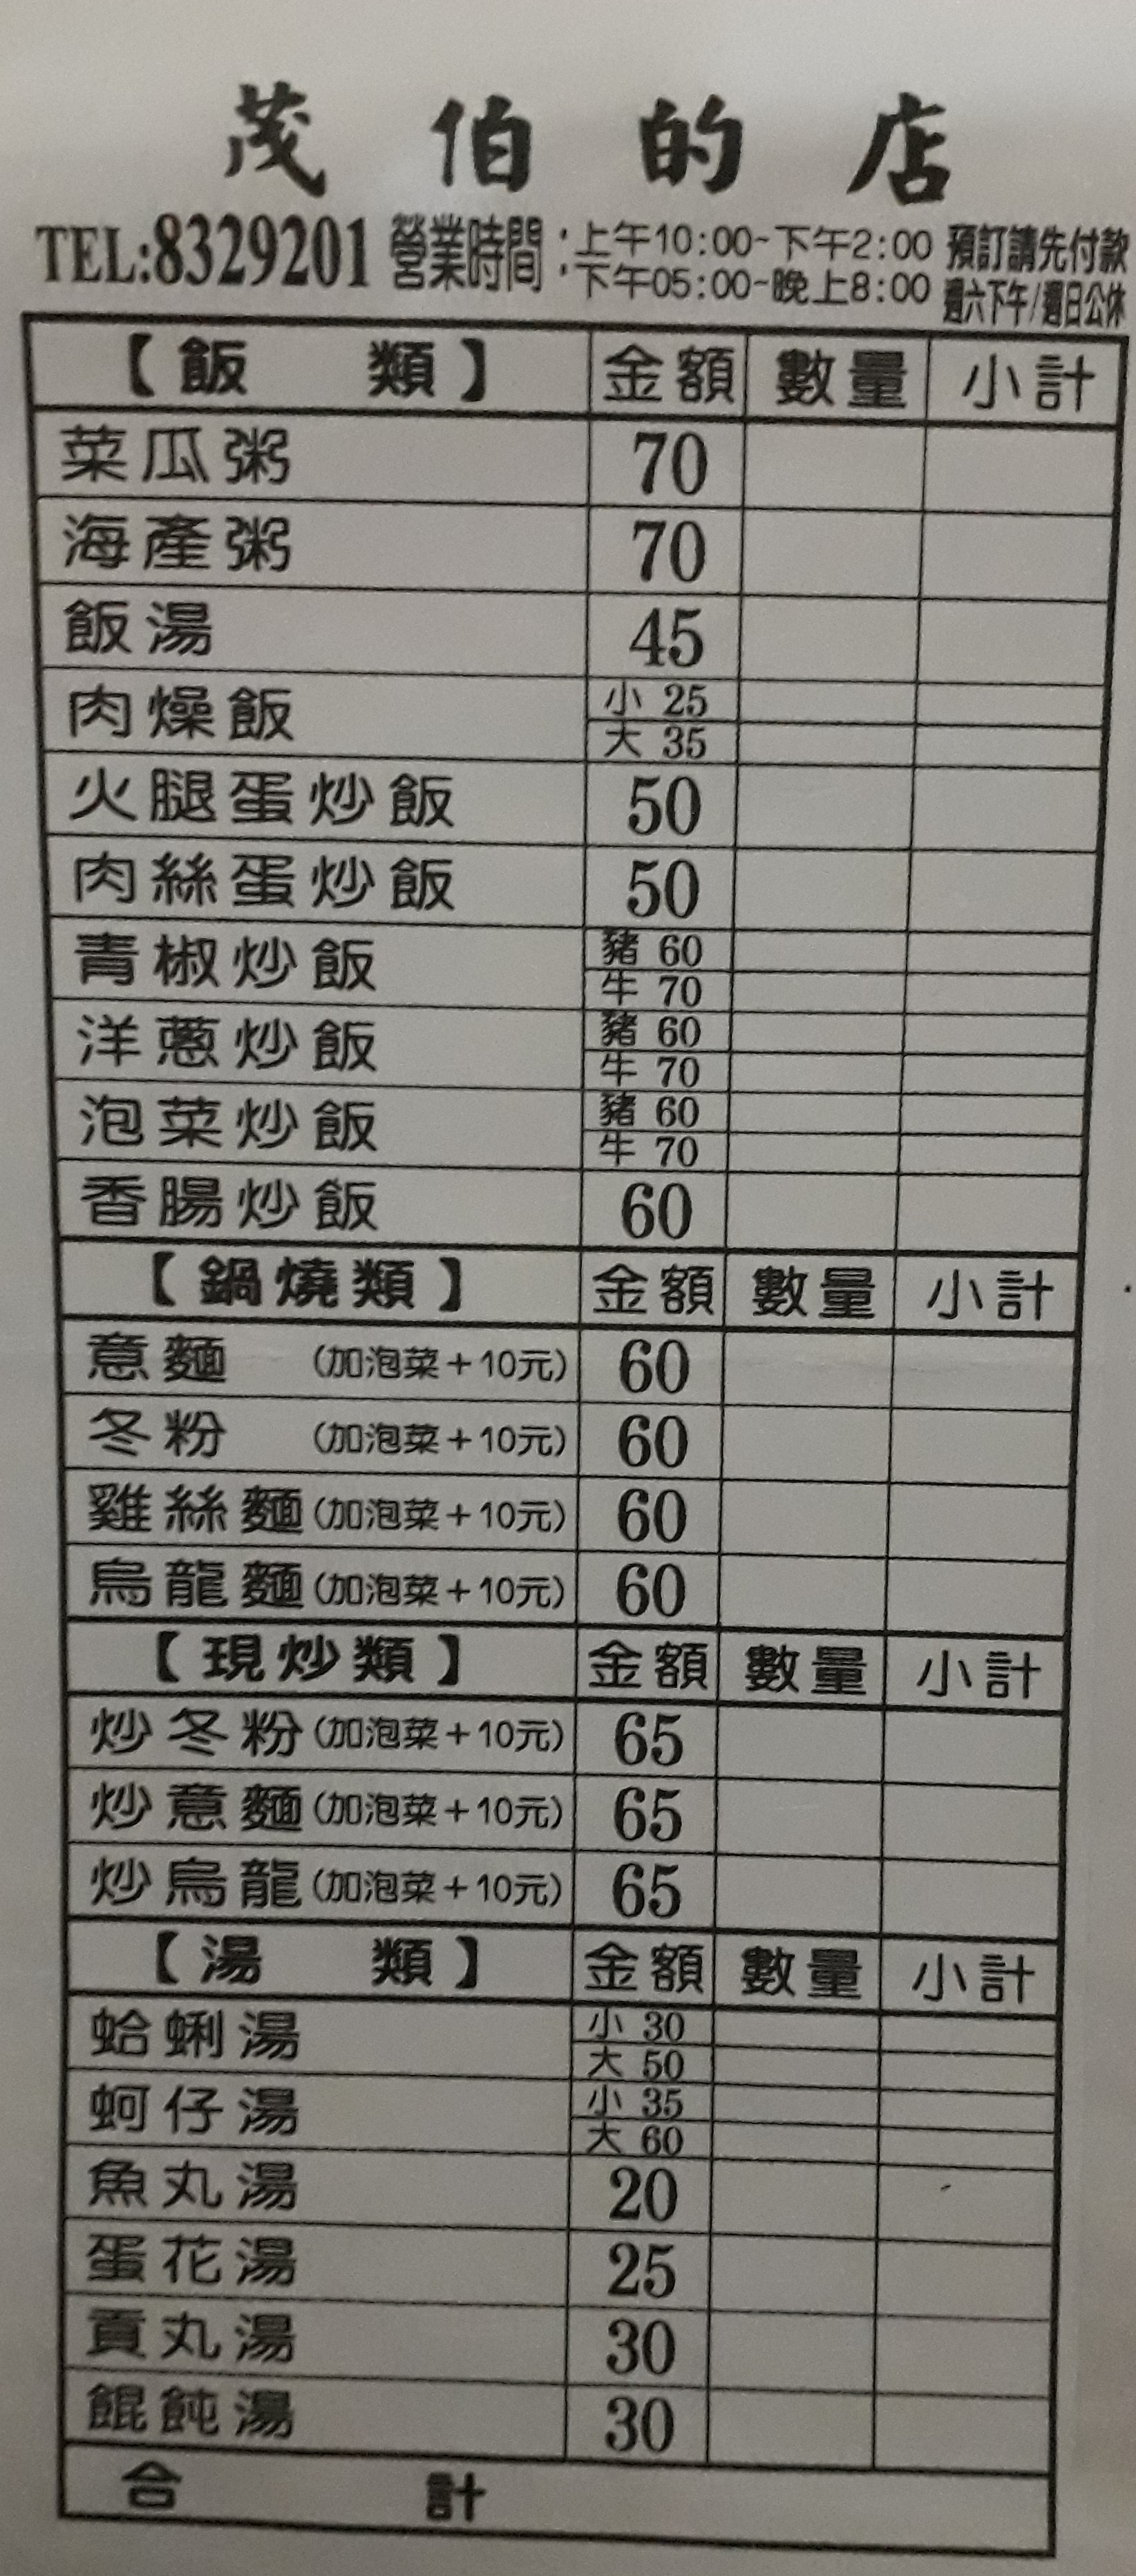 茂伯的店
TEL:8329201 營業時間:上午10:00~下午2:00 預訂請先付款
下午05:00~晚上8:00 週六下午/週日公休
【飯 類】 金額 數量 小計
菜瓜粥 70
海產粥 70
飯湯 45
肉燥飯 小 25
大 35
火腿蛋炒飯 50
肉絲蛋炒飯 50
青椒炒飯 豬 60
牛 70
洋蔥炒飯 豬 60
牛 70
泡菜炒飯 豬 60
牛 70
香腸炒飯 60
【鍋燒類】 金額 數量 小計
意麵 (加泡菜+10元) 60
冬粉 (加泡菜+10元) 60
雞絲麵 (加泡菜+10元) 60
烏龍麵 (加泡菜+10元) 60
【現炒類】 金額 數量 小計
炒冬粉 (加泡菜+10元) 65
炒意麵 (加泡菜+10元) 65
炒烏龍 (加泡菜+10元) 65
【湯 類】 金額 數量 小計
蛤蜊湯 小 30
大 50
蚵仔湯 小 35
大 60
魚丸湯 20
蛋花湯 25
貢丸湯 30
餛飩湯 30
合 計